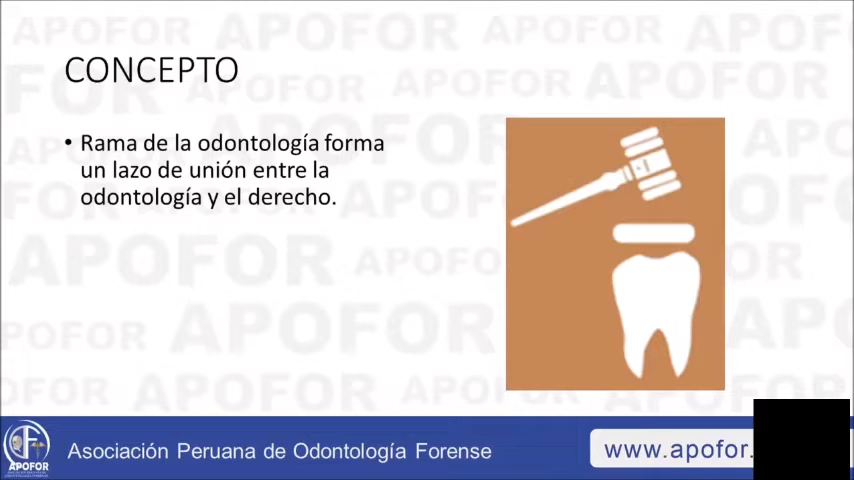 CONCEPTO
• Rama de la odontología forma
un lazo de unión entre la
odontología y el derecho.
APOFOR
Asociación Peruana de Odontología Forense
www.apofor.